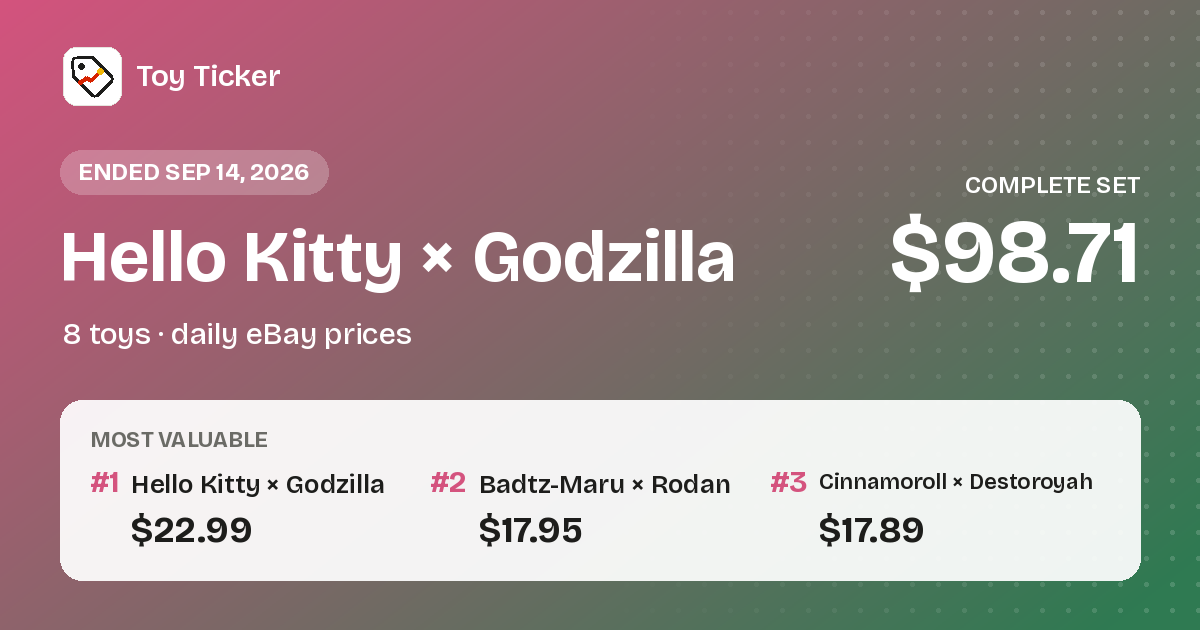 Toy Ticker
ENDED SEP 14, 2026
Hello Kitty × Godzilla
8 toys · daily eBay prices
COMPLETE SET
$98.71
MOST VALUABLE
#1 Hello Kitty × Godzilla
$22.99
#2 Badtz-Maru × Rodan
$17.95
#3 Cinnamoroll × Destoroyah
$17.89